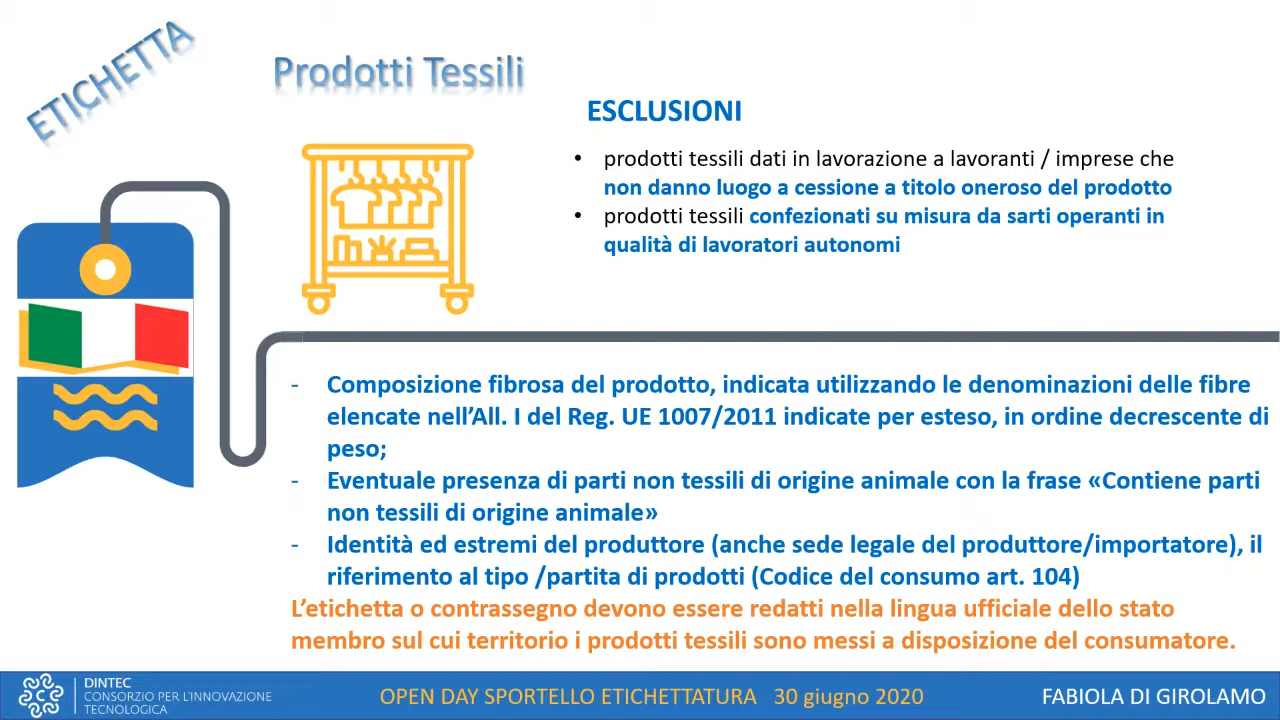 ETICHETTA
Prodotti Tessili
ESCLUSIONI
• prodotti tessili dati in lavorazione a lavoranti / imprese che
non danno luogo a cessione a titolo oneroso del prodotto
• prodotti tessili confezionati su misura da sarti operanti in
qualità di lavoratori autonomi
- Composizione fibrosa del prodotto, indicata utilizzando le denominazioni delle fibre
elencate nell’All. I del Reg. UE 1007/2011 indicate per esteso, in ordine decrescente di
peso;
- Eventuale presenza di parti non tessili di origine animale con la frase «Contiene parti
non tessili di origine animale»
- Identità ed estremi del produttore (anche sede legale del produttore/importatore), il
riferimento al tipo /partita di prodotti (Codice del consumo art. 104)
L’etichetta o contrassegno devono essere redatti nella lingua ufficiale dello stato
membro sul cui territorio i prodotti tessili sono messi a disposizione del consumatore.
DINTEC
CONSORZIO PER L'INNOVAZIONE
TECNOLOGICA
OPEN DAY SPORTELLO ETICHETTATURA 30 giugno 2020
FABIOLA DI GIROLAMO